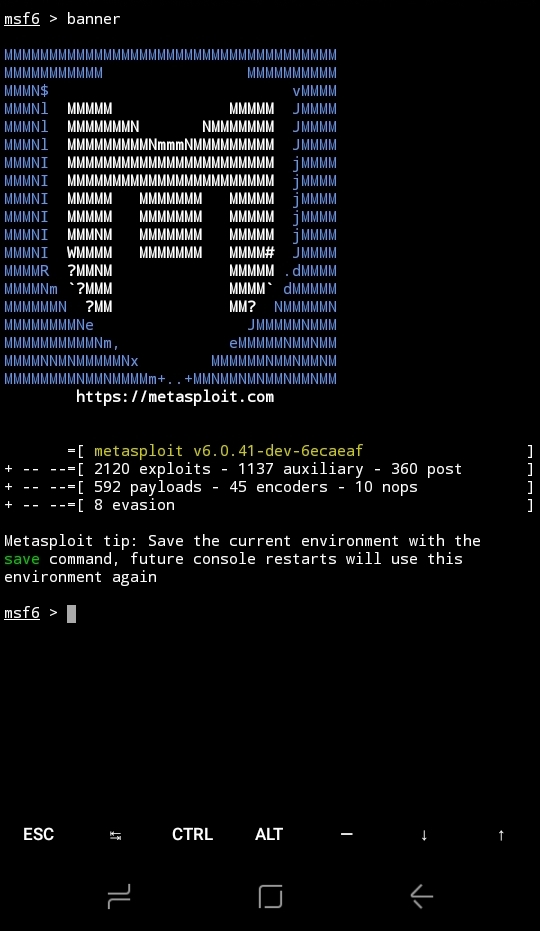 msf6 > banner
MMMMMMMMMMMMMMMMMMMMMMMMMMMMMMMMMMMMM
MMMMMMMMMMM                MMMMMMMMMM
MMMN$                           vMMMM
MMMNl  MMMMM             MMMMM  JMMMM
MMMNl  MMMMMMMN       NMMMMMMM  JMMMM
MMMNl  MMMMMMMMMNmmmNMMMMMMMMM  JMMMM
MMMNI  MMMMMMMMMMMMMMMMMMMMMMM  jMMMM
MMMNI  MMMMMMMMMMMMMMMMMMMMMMM  jMMMM
MMMNI  MMMMM   MMMMMMM   MMMMM  jMMMM
MMMNI  MMMMM   MMMMMMM   MMMMM  jMMMM
MMMNI  MMMNM   MMMMMMM   MMMMM  jMMMM
MMMNI  WMMMM   MMMMMMM   MMMM#  JMMMM
MMMMR  ?MMNM             MMMMM .dMMMM
MMMMNm `?MMM             MMMM` dMMMMM
MMMMMMN  ?MM             MM?  NMMMMMN
MMMMMMMMNe                 JMMMMMNMMM
MMMMMMMMMMNm,            eMMMMMNMMNMM
MMMMNNMNMMMMMNx        MMMMMMNMMNMMNM
MMMMMMMMNMMNMMMMm+..+MMNMMNMNMMNMMNMM
https://metasploit.com
=[ metasploit v6.0.41-dev-6ecaeaf ]
+ -- --=[ 2120 exploits - 1137 auxiliary - 360 post ]
+ -- --=[ 592 payloads - 45 encoders - 10 nops ]
+ -- --=[ 8 evasion ]
Metasploit tip: Save the current environment with the
save command, future console restarts will use this
environment again
msf6 >
ESC ↹ CTRL ALT — ↓ ↑